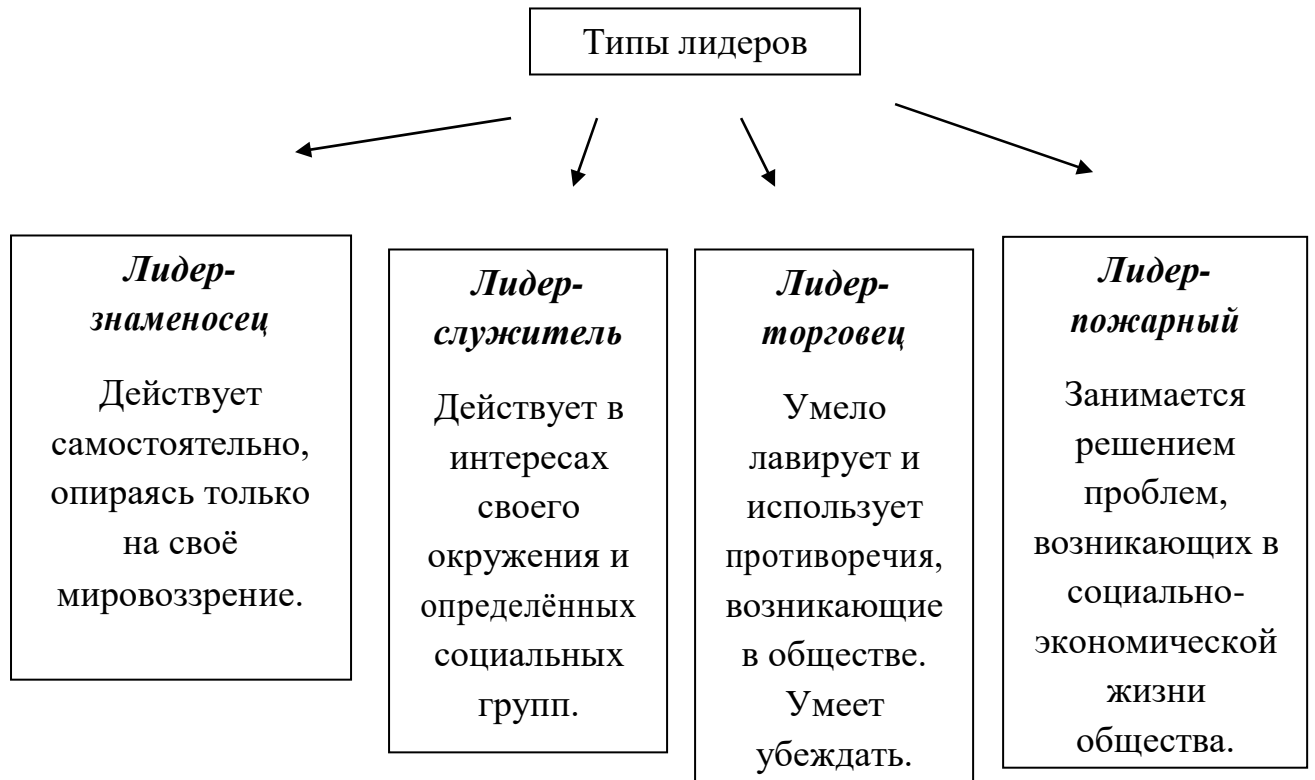 Типы лидеров
Лидер-
знаменосец
Действует
самостоятельно,
опираясь только
на своё
мировоззрение.
Лидер-
служитель
Действует в
интересах
своего
окружения и
определённых
социальных
групп.
Лидер-
торговец
Умело
лавирует и
использует
противоречия,
возникающие
в обществе.
Умеет
убеждать.
Лидер-
пожарный
Занимается
решением
проблем,
возникающих в
социально-
экономической
жизни
общества.